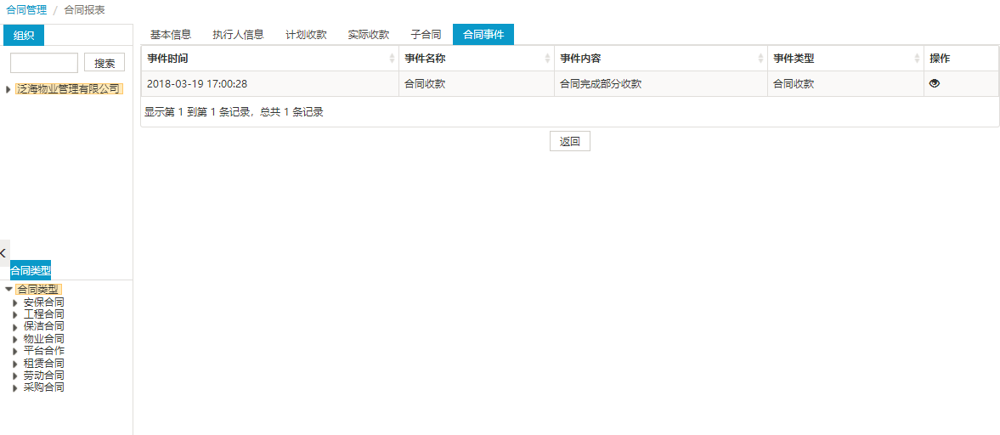 合同管理 / 合同报表
组织
搜索
泛海物业管理有限公司
合同类型
合同类型
安保合同
工程合同
保洁合同
物业合同
平台合作
租赁合同
劳动合同
采购合同
基本信息 执行人信息 计划收款 实际收款 子合同 合同事件
事件时间 事件名称 事件内容 事件类型 操作
2018-03-19 17:00:28 合同收款 合同完成部分收款 合同收款
显示第 1 到第 1 条记录，总共 1 条记录
返回